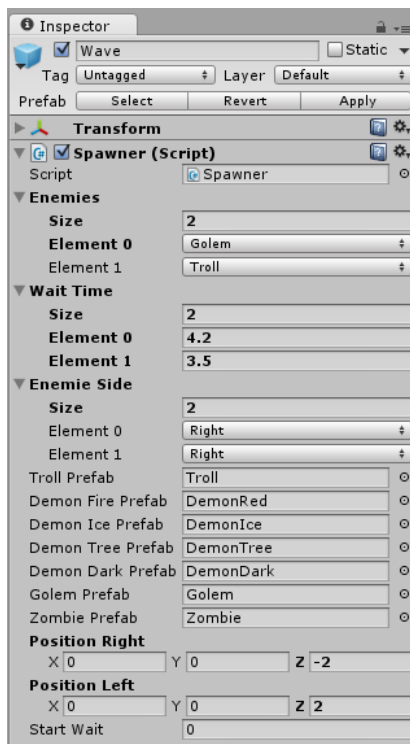 Inspector
Wave Static
Tag Untagged Layer Default
Prefab Select Revert Apply
Transform
Spawner (Script)
Script Spawner
Enemies
Size 2
Element 0 Golem
Element 1 Troll
Wait Time
Size 2
Element 0 4.2
Element 1 3.5
Enemie Side
Size 2
Element 0 Right
Element 1 Right
Troll Prefab Troll
Demon Fire Prefab DemonRed
Demon Ice Prefab DemonIce
Demon Tree Prefab DemonTree
Demon Dark Prefab DemonDark
Golem Prefab Golem
Zombie Prefab Zombie
Position Right
X 0 Y 0 Z -2
Position Left
X 0 Y 0 Z 2
Start Wait 0